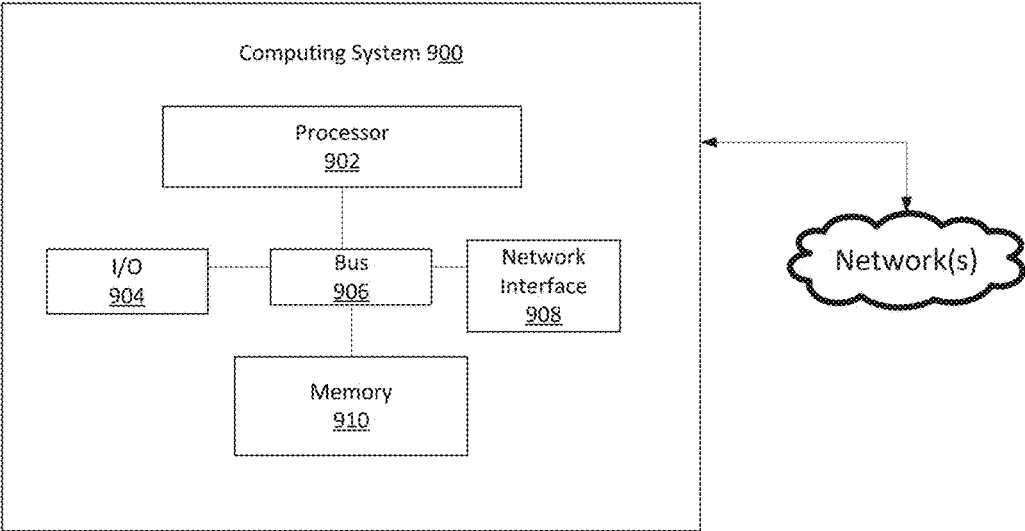 Computing System 900
Processor
902
I/O
904
Bus
906
Network
Interface
908
Memory
910
Network(s)